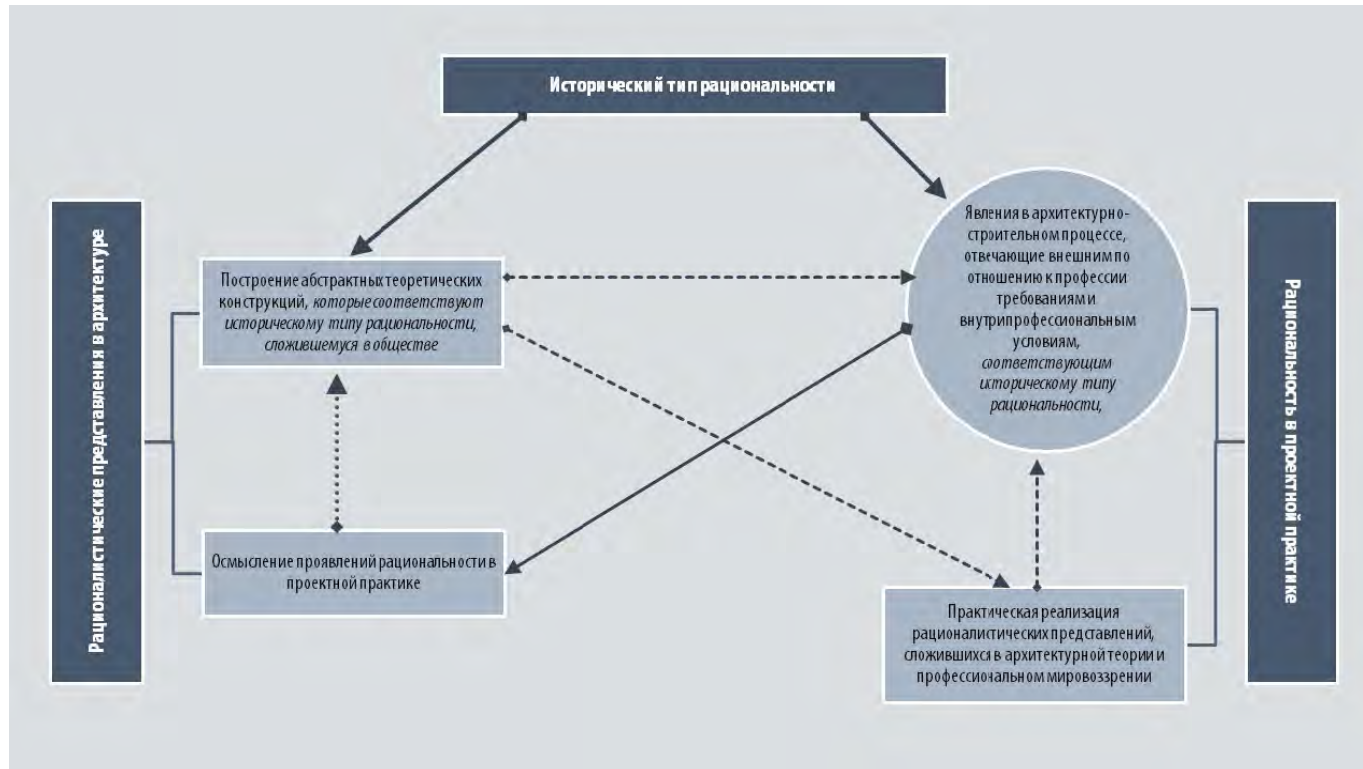 Исторический тип рациональности
Рационалистические представления в архитектуре
Построение абстрактных теоретических
конструкций, которые соответствуют
историческому типу рациональности,
сложившемуся в обществе
Осмысление проявлений рациональности в
проектной практике
Явления в архитектурно-
строительном процессе,
отвечающие внешним по
отношению к профессии
требованиям и
внутрипрофессиональным
условиям,
соответствующим
историческому типу
рациональности,
Практическая реализация
рационалистических представлений,
сложившихся в архитектурной теории и
профессиональном мировоззрении
Рациональность в проектной практике